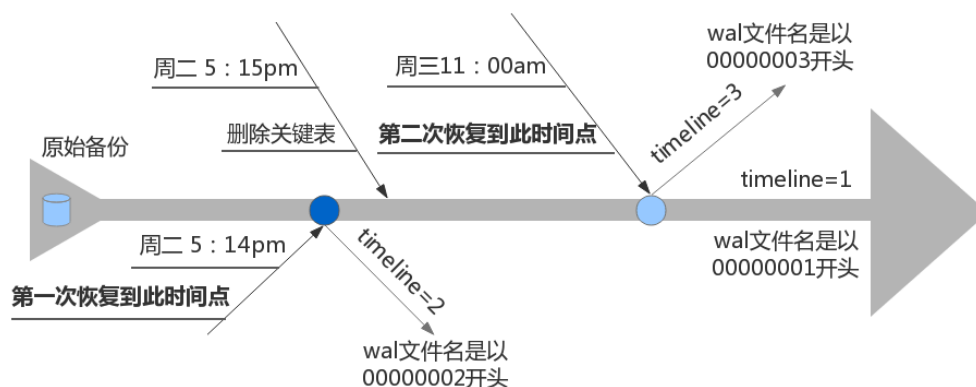 wal文件名是以
00000003开头
周二 5：15pm
周三11：00am
timeline=3
删除关键表
第二次恢复到此时间点
原始备份
timeline=1
周二 5：14pm
timeline=2
wal文件名是以
00000001开头
第一次恢复到此时间点
wal文件名是以
00000002开头